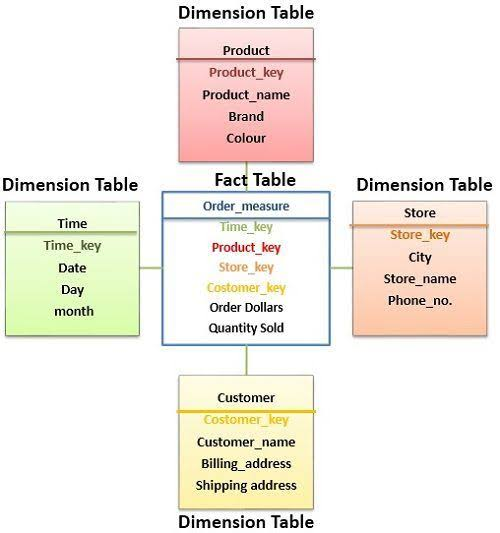 Dimension Table
Product
Product_key
Product_name
Brand
Colour
Dimension Table
Time
Time_key
Date
Day
month
Fact Table
Order_measure
Time_key
Product_key
Store_key
Costomer_key
Order Dollars
Quantity Sold
Dimension Table
Store
Store_key
City
Store_name
Phone_no.
Customer
Costomer_key
Customer_name
Billing_address
Shipping address
Dimension Table